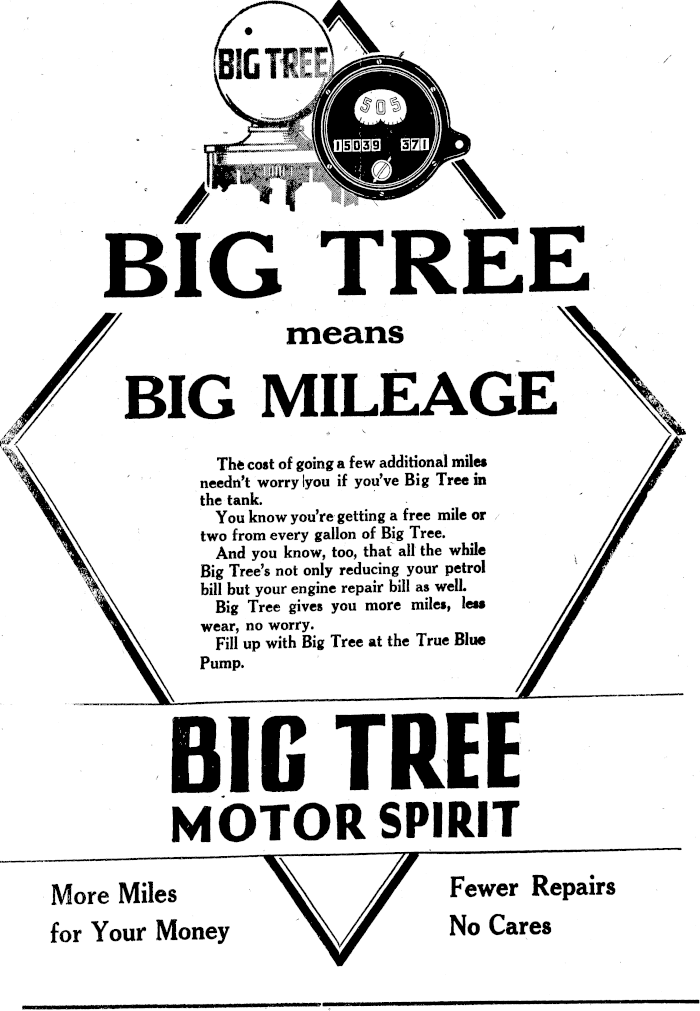 BIG TREE
505
15039 371
BIG TREE
means
BIG MILEAGE
The cost of going a few additional miles
needn't worry you if you've Big Tree in
the tank.
You know you're getting a free mile or
two from every gallon of Big Tree.
And you know, too, that all the while
Big Tree's not only reducing your petrol
bill but your engine repair bill as well.
Big Tree gives you more miles, less
wear, no worry.
Fill up with Big Tree at the True Blue
Pump.
BIG TREE
MOTOR SPIRIT
More Miles
for Your Money
Fewer Repairs
No Cares